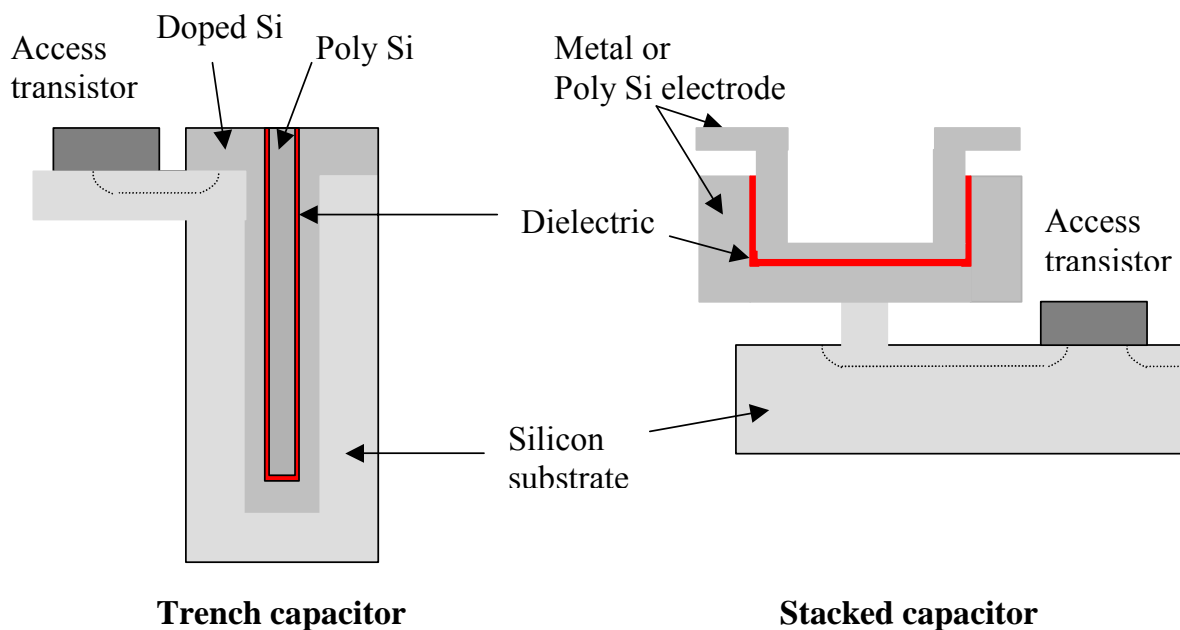 Doped Si
Access
transistor
Poly Si
Metal or
Poly Si electrode
Dielectric
Access
transistor
Silicon
substrate
Trench capacitor
Stacked capacitor